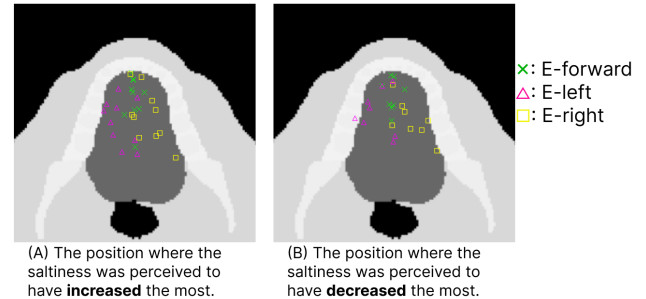 ×: E-forward
△: E-left
□: E-right
(A) The position where the
saltiness was perceived to
have increased the most.
(B) The position where the
saltiness was perceived to
have decreased the most.